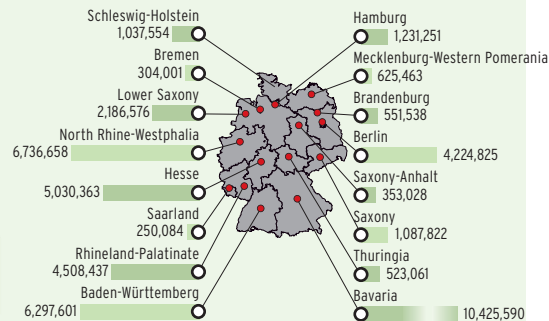 Schleswig-Holstein
1,037,554
Bremen
304,001
Lower Saxony
2,186,576
North Rhine-Westphalia
6,736,658
Hesse
5,030,363
Saarland
250,084
Rhineland-Palatinate
4,508,437
Baden-Württemberg
6,297,601
Hamburg
1,231,251
Mecklenburg-Western Pomerania
625,463
Brandenburg
551,538
Berlin
4,224,825
Saxony-Anhalt
353,028
Saxony
1,087,822
Thuringia
523,061
Bavaria
10,425,590